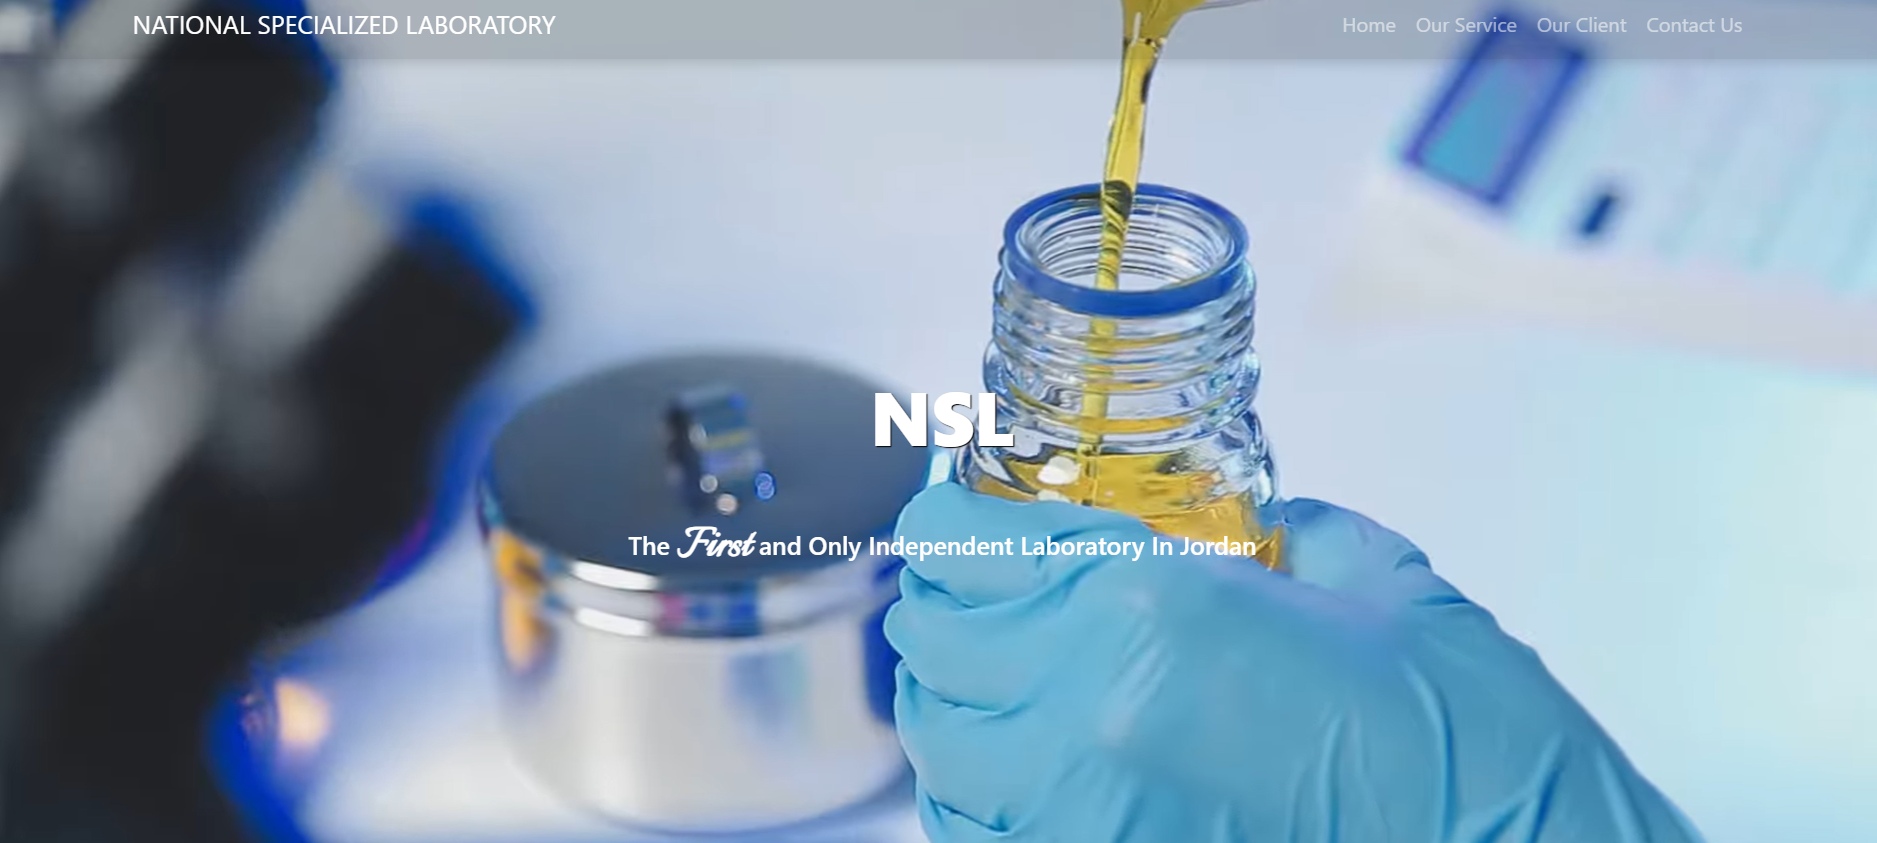 NATIONAL SPECIALIZED LABORATORY
Home Our Service Our Client Contact Us
NSL
The First and Only Independent Laboratory In Jordan